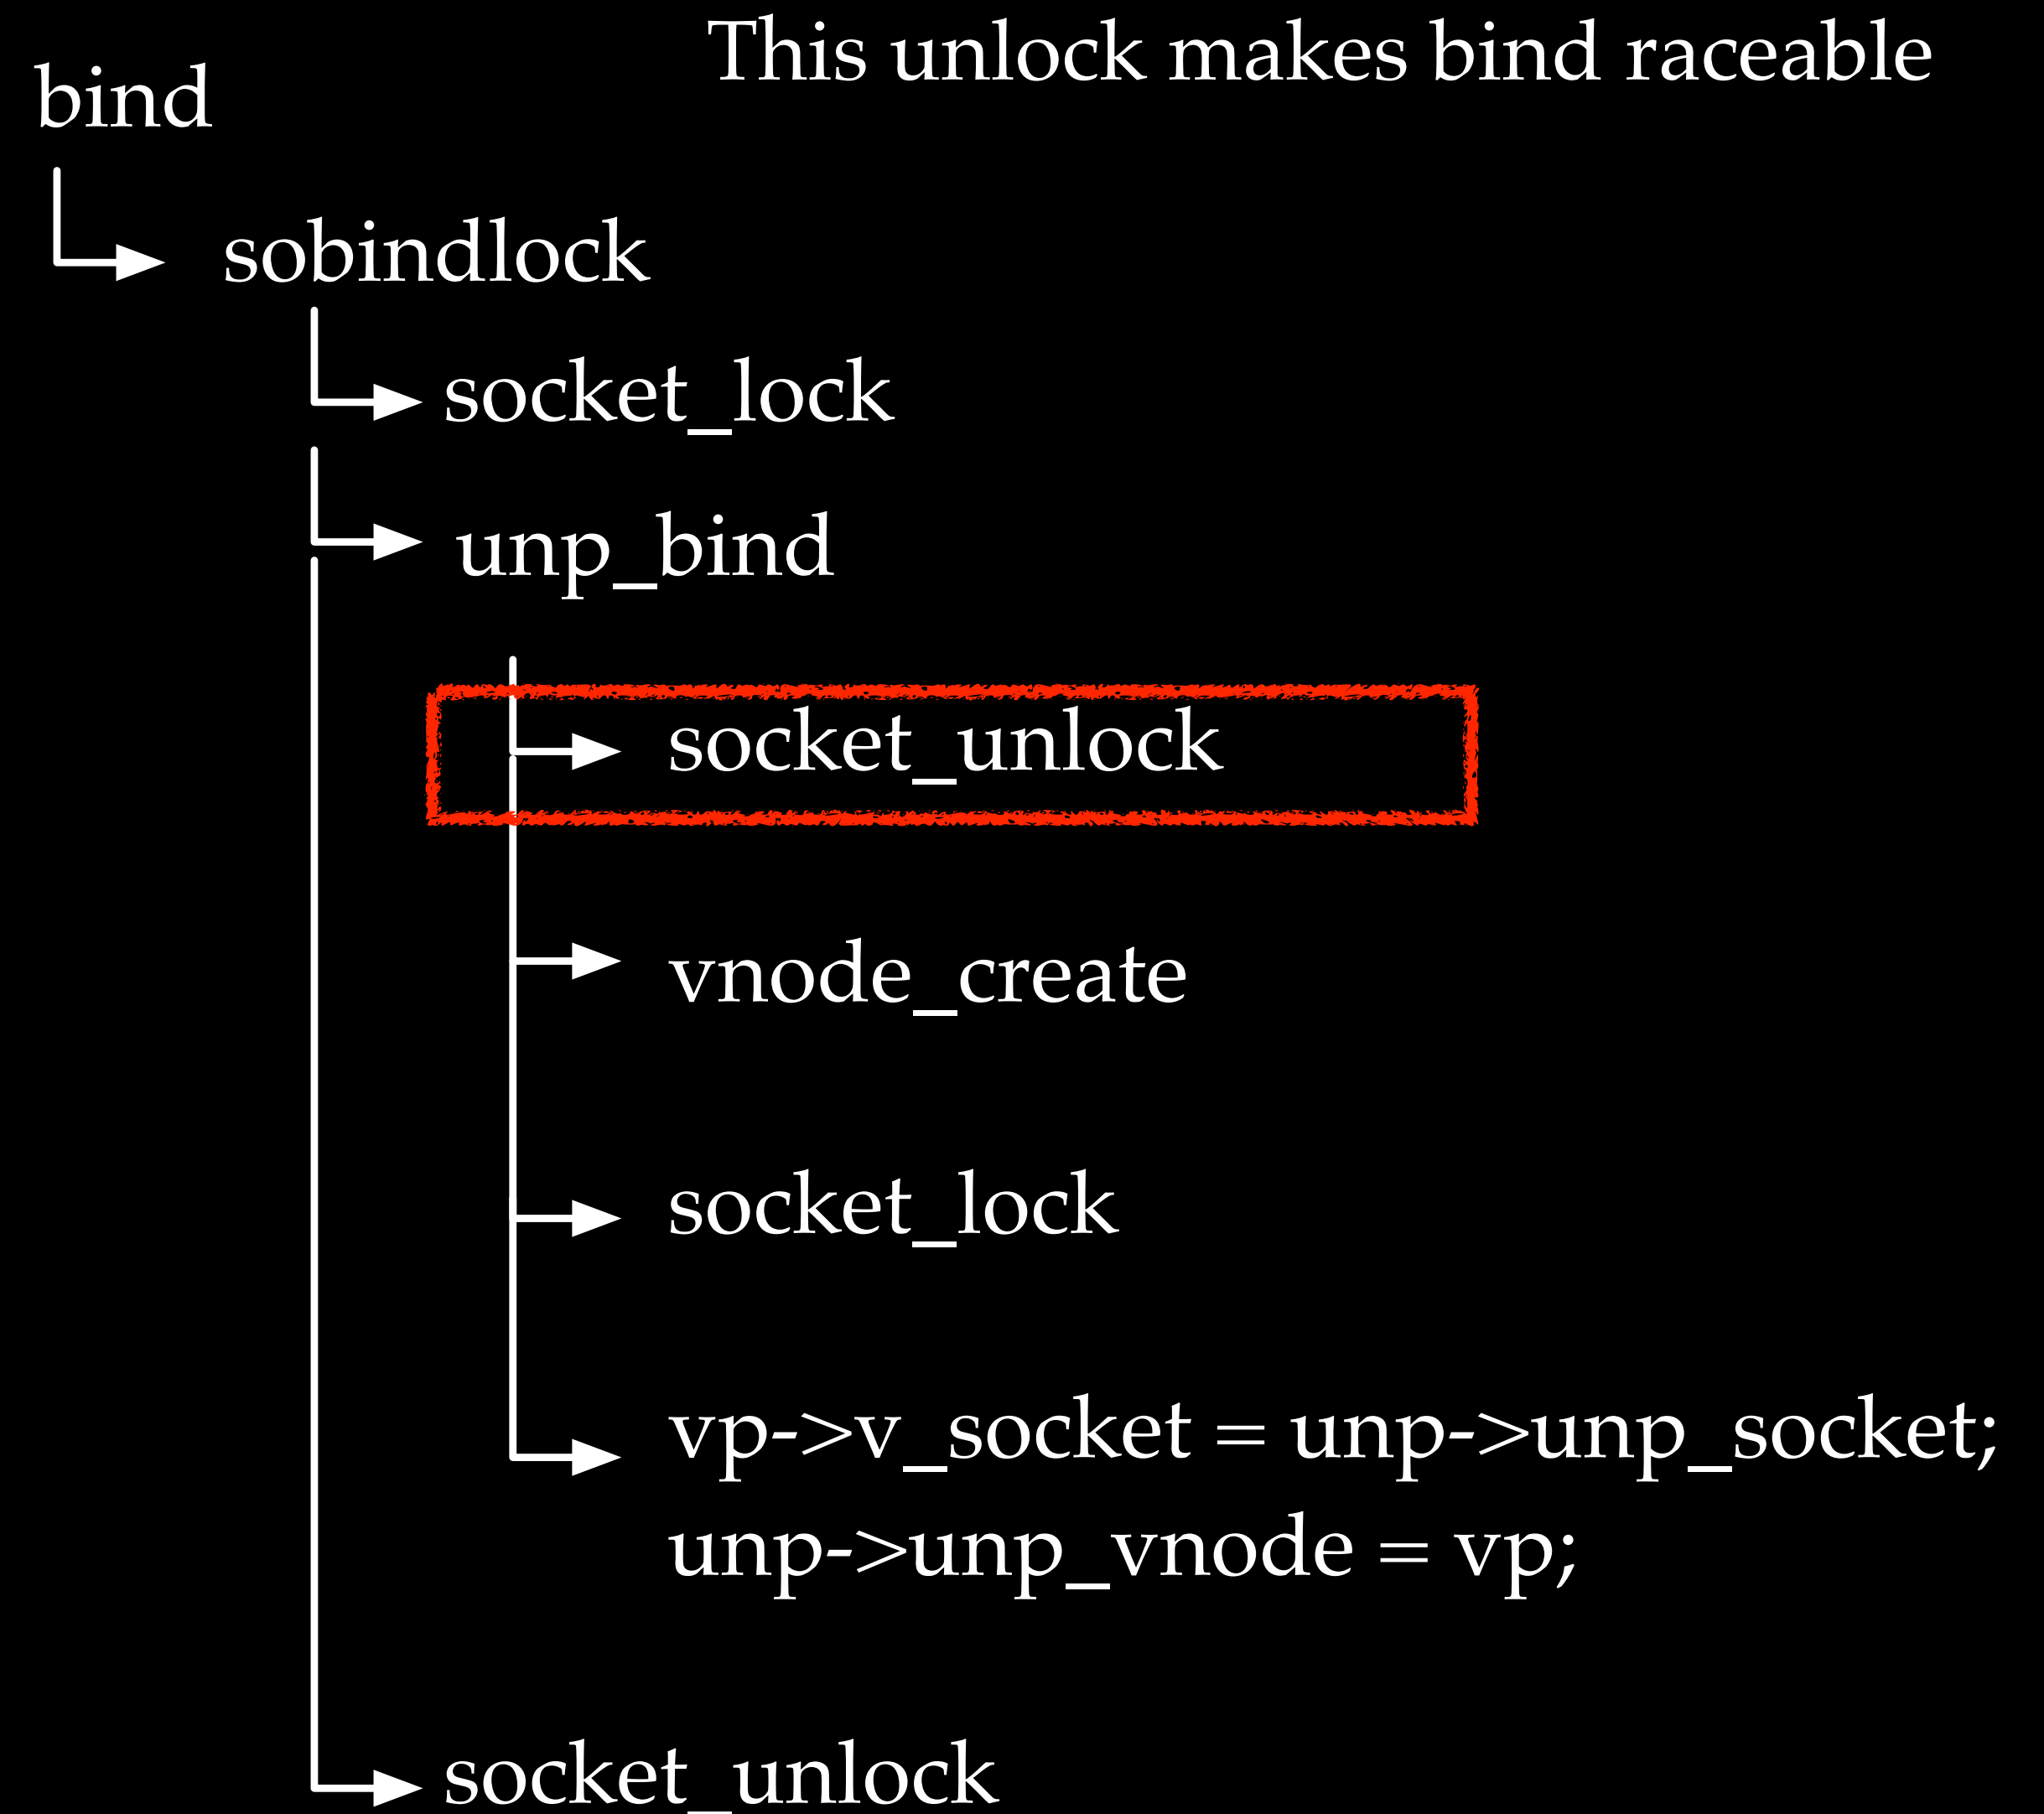 This unlock makes bind raceable
bind
sobindlock
socket_lock
unp_bind
socket_unlock
vnode_create
socket_lock
vp->v_socket = unp->unp_socket;
unp->unp_vnode = vp;
socket_unlock